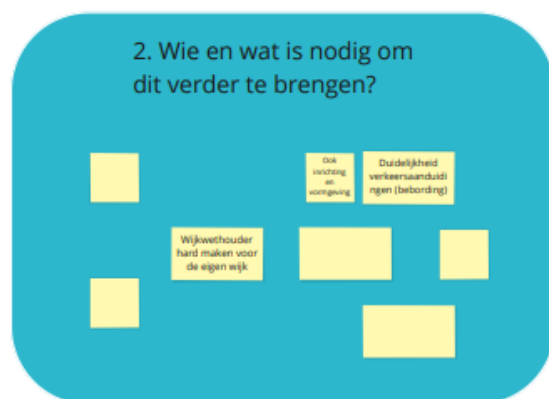 2. Wie en wat is nodig om
dit verder te brengen?
Ook
inrichting
en
vormgeving
Duidelijkheid
verkeersaanduidi
ngen (bebording)
Wijkwethouder
hard maken voor
de eigen wijk